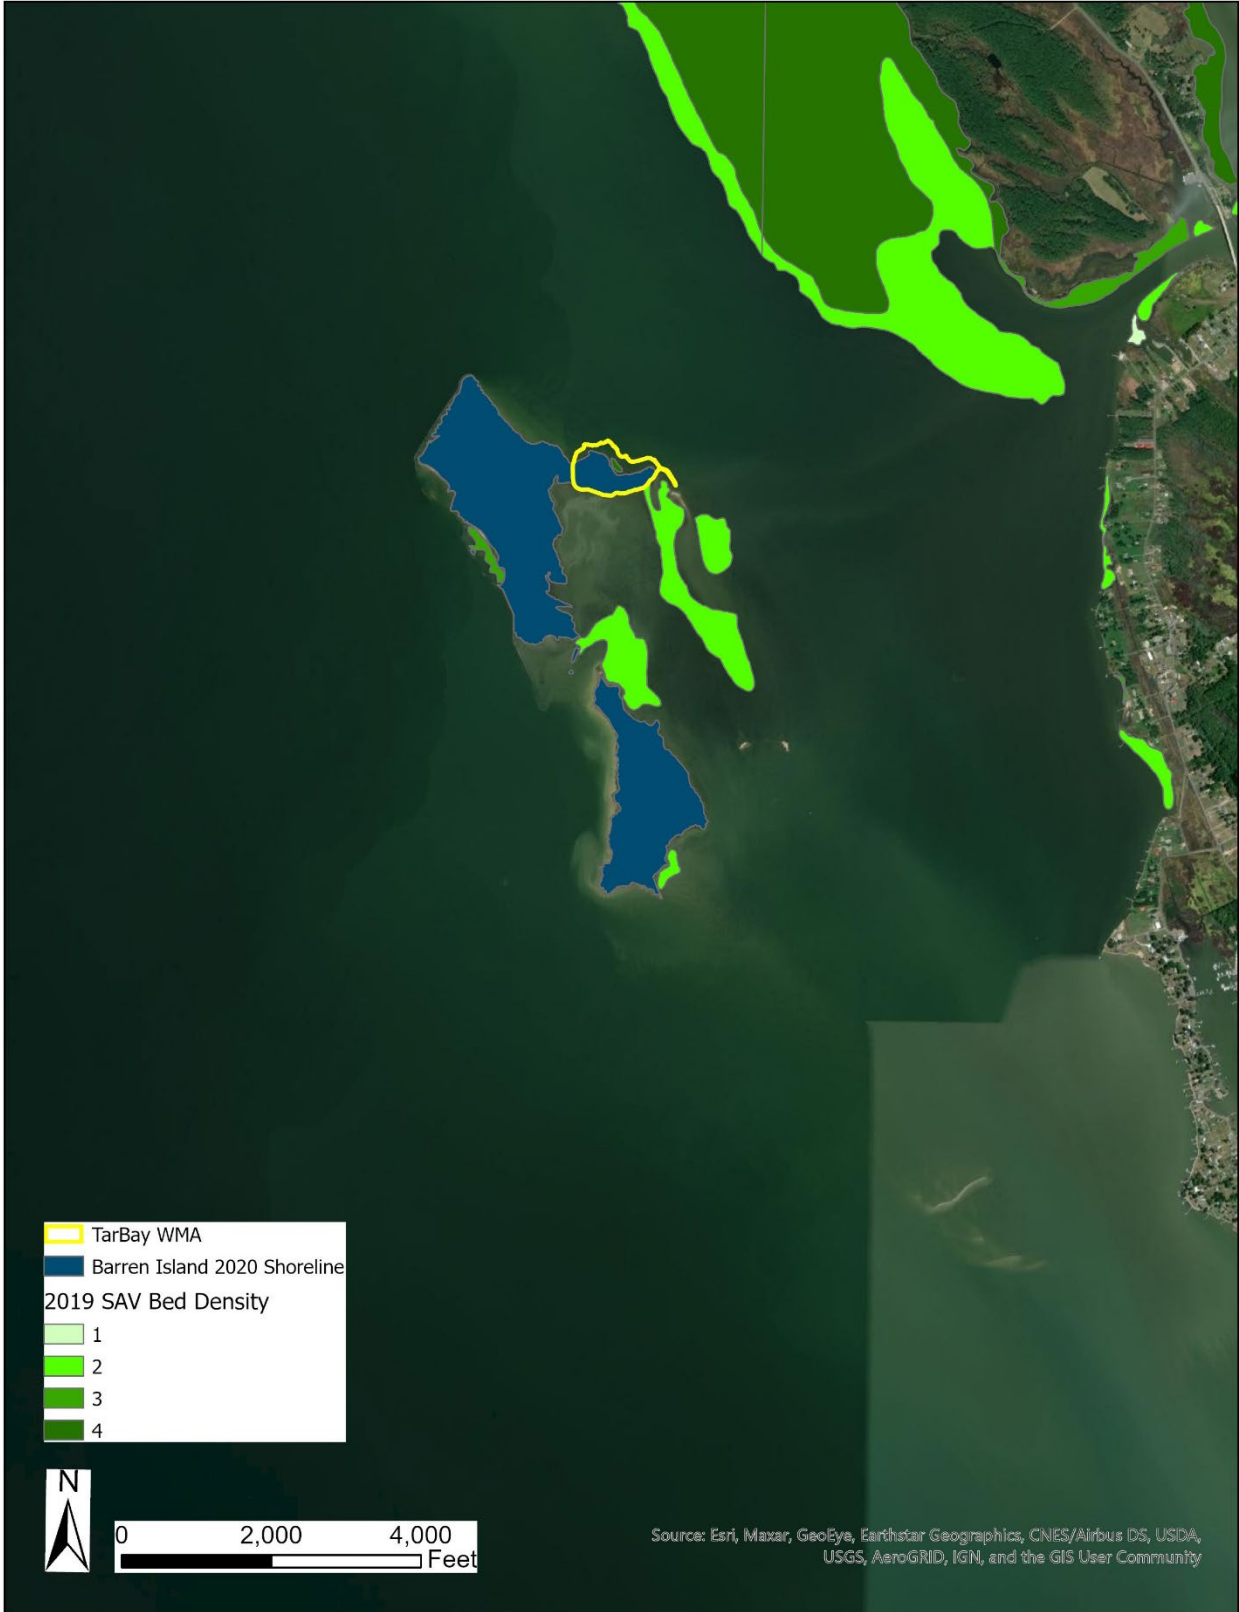 TarBay WMA
Barren Island 2020 Shoreline
2019 SAV Bed Density
1
2
3
4
N
0 2,000 4,000
Feet
Source: Esri, Maxar, GeoEye, Earthstar Geographics, CNES/Airbus DS, USDA,
USGS, AeroGRID, IGN, and the GIS User Community